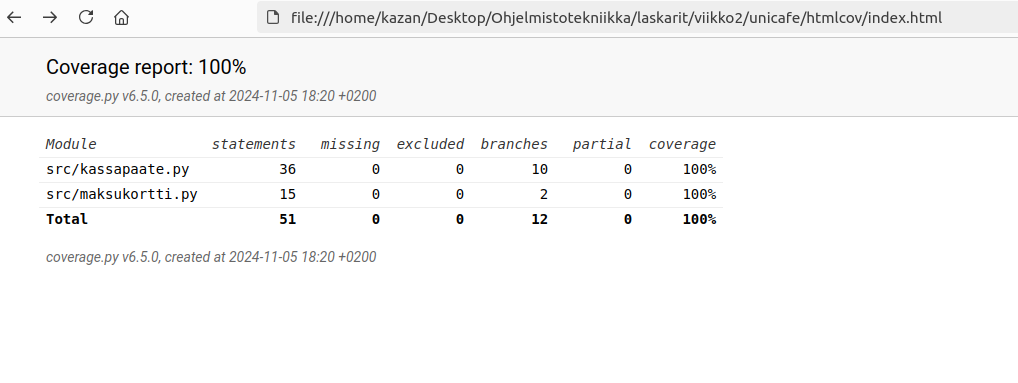 file:///home/kazan/Desktop/Ohjelmistotekniikka/laskarit/viikko2/unicafe/htmlcov/index.html
Coverage report: 100%
coverage.py v6.5.0, created at 2024-11-05 18:20 +0200
Module statements missing excluded branches partial coverage
src/kassapaate.py 36 0 0 10 0 100%
src/maksukortti.py 15 0 0 2 0 100%
Total 51 0 0 12 0 100%
coverage.py v6.5.0, created at 2024-11-05 18:20 +0200